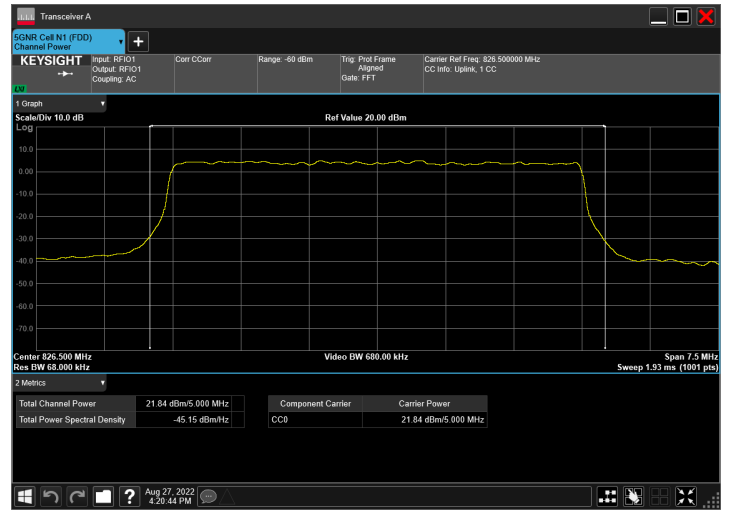 Transceiver A
5GNR Cell N1 (FDD)
Channel Power
KEYSIGHT
LXI
Input: RFIO1
Output: RFIO1
Coupling: AC
Corr CCorr
Range: -60 dBm
Trig: Prot Frame
Aligned
Gate: FFT
Carrier Ref Freq: 826.500000 MHz
CC Info: Uplink, 1 CC
1 Graph
Scale/Div 10.0 dB
Ref Value 20.00 dBm
Log
10.0
0.00
-10.0
-20.0
-30.0
-40.0
-50.0
-60.0
-70.0
Center 826.500 MHz
Video BW 680.00 kHz
Span 7.5 MHz
Res BW 68.000 kHz
Sweep 1.93 ms (1001 pts)
2 Metrics
Total Channel Power 21.84 dBm/5.000 MHz
Total Power Spectral Density -45.15 dBm/Hz
Component Carrier Carrier Power
CC0 21.84 dBm/5.000 MHz
Aug 27, 2022
4:20:44 PM